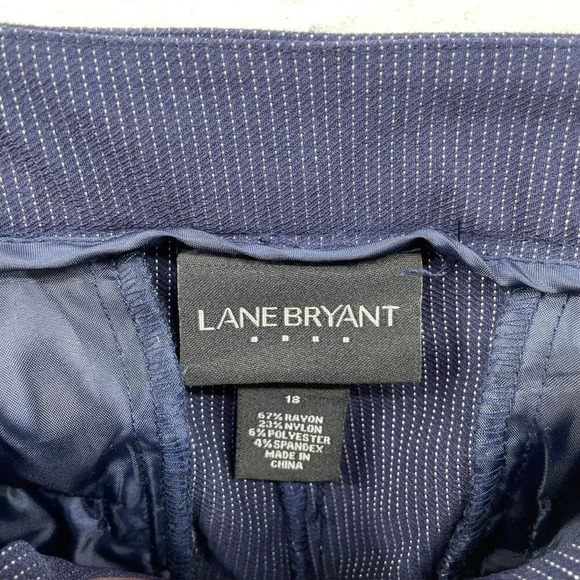 LANE BRYANT
18
67% RAYON
23% NYLON
6% POLYESTER
4% SPANDEX
MADE IN
CHINA